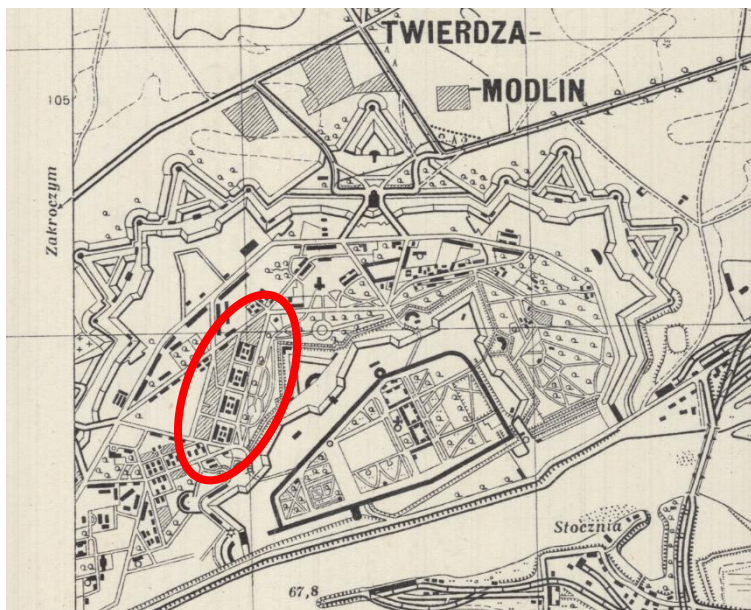 TWIERDZA-
-MODLIN
105
Zakroczym
Stocznia
67,8